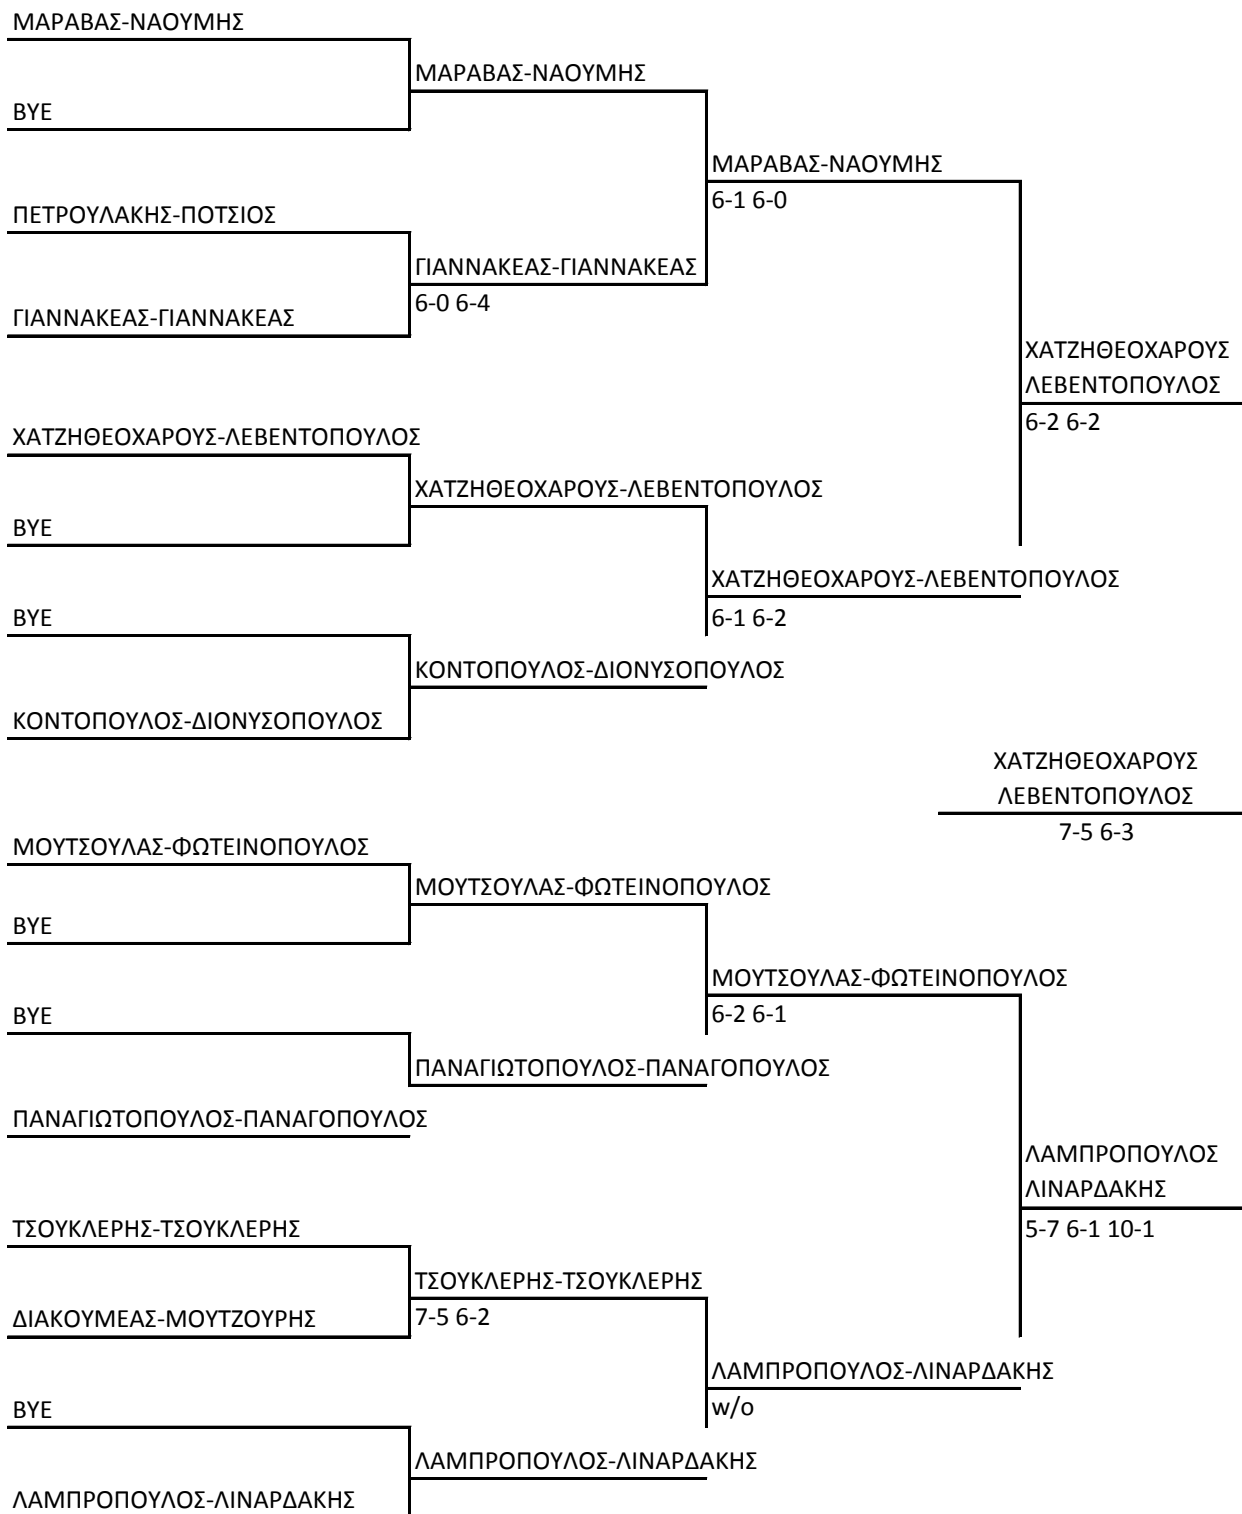 ΜΑΡΑΒΑΣ-ΝΑΟΥΜΗΣ
ΜΑΡΑΒΑΣ-ΝΑΟΥΜΗΣ
BYE
ΜΑΡΑΒΑΣ-ΝΑΟΥΜΗΣ
6-1 6-0
ΠΕΤΡΟΥΛΑΚΗΣ-ΠΟΤΣΙΟΣ
ΓΙΑΝΝΑΚΕΑΣ-ΓΙΑΝΝΑΚΕΑΣ
6-0 6-4
ΓΙΑΝΝΑΚΕΑΣ-ΓΙΑΝΝΑΚΕΑΣ
ΧΑΤΖΗΘΕΟΧΑΡΟΥΣ
ΛΕΒΕΝΤΟΠΟΥΛΟΣ
6-2 6-2
ΧΑΤΖΗΘΕΟΧΑΡΟΥΣ-ΛΕΒΕΝΤΟΠΟΥΛΟΣ
ΧΑΤΖΗΘΕΟΧΑΡΟΥΣ-ΛΕΒΕΝΤΟΠΟΥΛΟΣ
BYE
ΧΑΤΖΗΘΕΟΧΑΡΟΥΣ-ΛΕΒΕΝΤΟΠΟΥΛΟΣ
6-1 6-2
BYE
ΚΟΝΤΟΠΟΥΛΟΣ-ΔΙΟΝΥΣΟΠΟΥΛΟΣ
ΚΟΝΤΟΠΟΥΛΟΣ-ΔΙΟΝΥΣΟΠΟΥΛΟΣ
ΧΑΤΖΗΘΕΟΧΑΡΟΥΣ
ΛΕΒΕΝΤΟΠΟΥΛΟΣ
7-5 6-3
ΜΟΥΤΣΟΥΛΑΣ-ΦΩΤΕΙΝΟΠΟΥΛΟΣ
ΜΟΥΤΣΟΥΛΑΣ-ΦΩΤΕΙΝΟΠΟΥΛΟΣ
BYE
ΜΟΥΤΣΟΥΛΑΣ-ΦΩΤΕΙΝΟΠΟΥΛΟΣ
6-2 6-1
BYE
ΠΑΝΑΓΙΩΤΟΠΟΥΛΟΣ-ΠΑΝΑΓΟΠΟΥΛΟΣ
ΠΑΝΑΓΙΩΤΟΠΟΥΛΟΣ-ΠΑΝΑΓΟΠΟΥΛΟΣ
ΛΑΜΠΡΟΠΟΥΛΟΣ
ΛΙΝΑΡΔΑΚΗΣ
5-7 6-1 10-1
ΤΣΟΥΚΛΕΡΗΣ-ΤΣΟΥΚΛΕΡΗΣ
ΤΣΟΥΚΛΕΡΗΣ-ΤΣΟΥΚΛΕΡΗΣ
7-5 6-2
ΔΙΑΚΟΥΜΕΑΣ-ΜΟΥΤΖΟΥΡΗΣ
ΛΑΜΠΡΟΠΟΥΛΟΣ-ΛΙΝΑΡΔΑΚΗΣ
w/o
BYE
ΛΑΜΠΡΟΠΟΥΛΟΣ-ΛΙΝΑΡΔΑΚΗΣ
ΛΑΜΠΡΟΠΟΥΛΟΣ-ΛΙΝΑΡΔΑΚΗΣ